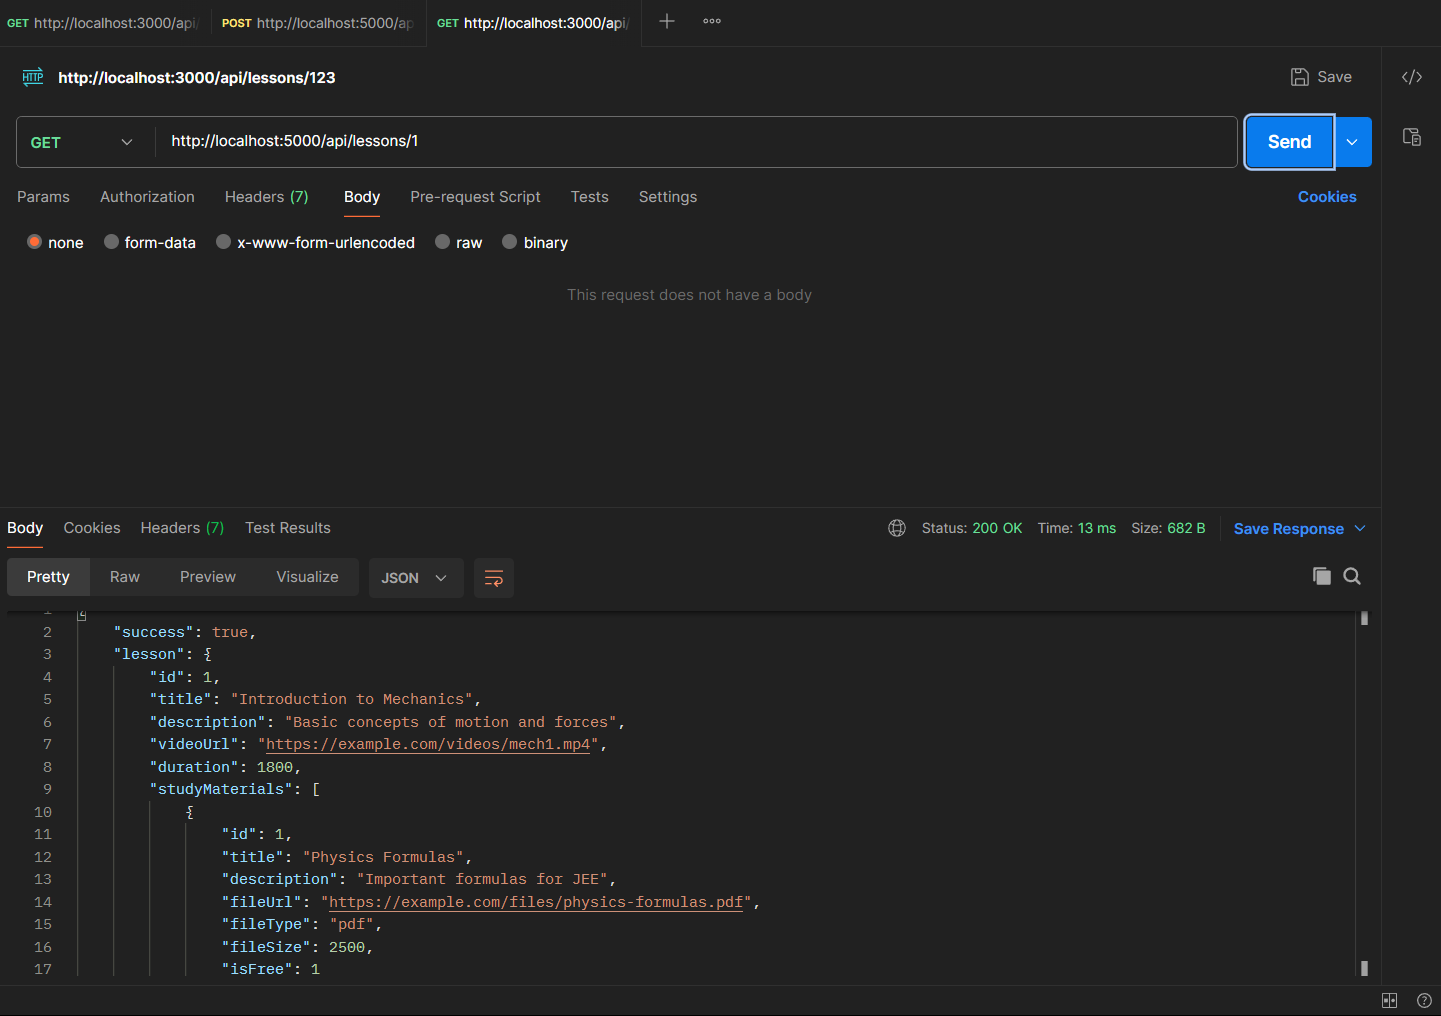 GET http://localhost:3000/api/ POST http://localhost:5000/ap GET http://localhost:3000/api/
HTTP http://localhost:3000/api/lessons/123 Save
GET http://localhost:5000/api/lessons/1 Send
Params Authorization Headers (7) Body Pre-request Script Tests Settings Cookies
none form-data x-www-form-urlencoded raw binary
This request does not have a body
Body Cookies Headers (7) Test Results Status: 200 OK Time: 13 ms Size: 682 B Save Response
Pretty Raw Preview Visualize JSON
1 {
2 "success": true,
3 "lesson": {
4 "id": 1,
5 "title": "Introduction to Mechanics",
6 "description": "Basic concepts of motion and forces",
7 "videoUrl": "https://example.com/videos/mech1.mp4",
8 "duration": 1800,
9 "studyMaterials": [
10 {
11 "id": 1,
12 "title": "Physics Formulas",
13 "description": "Important formulas for JEE",
14 "fileUrl": "https://example.com/files/physics-formulas.pdf",
15 "fileType": "pdf",
16 "fileSize": 2500,
17 "isFree": 1